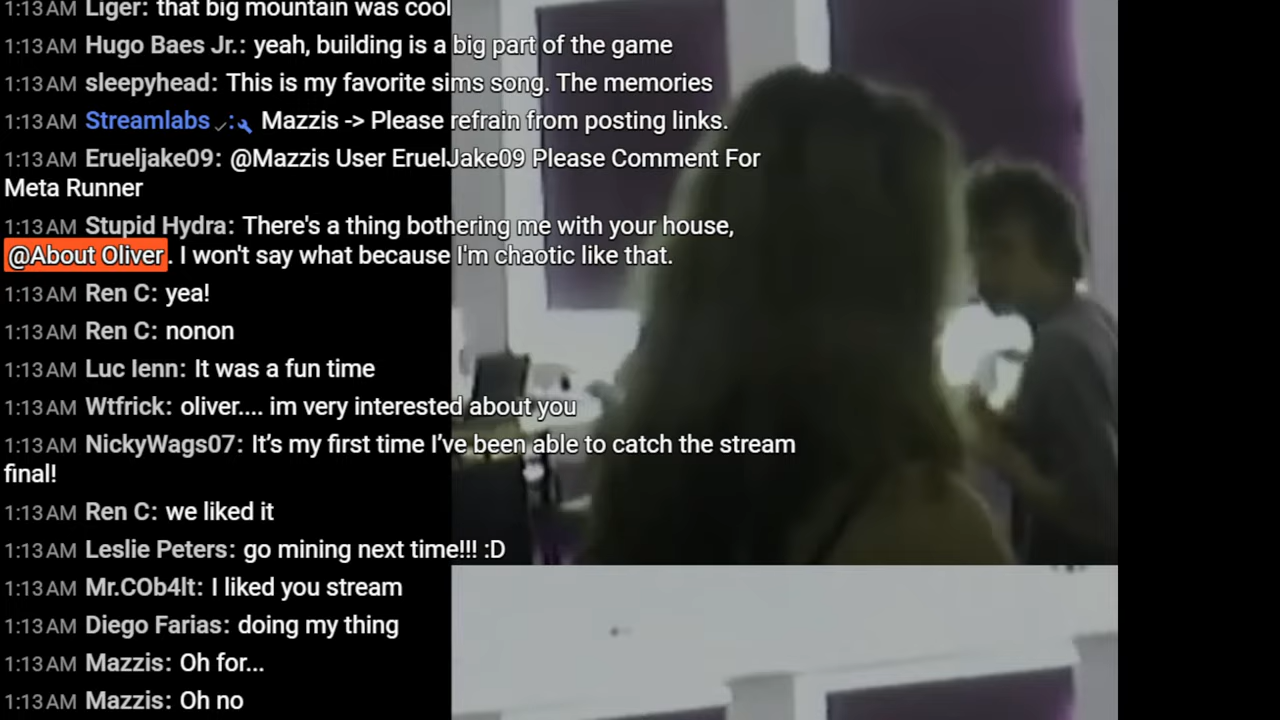 1:13 AM Liger: that big mountain was cool
1:13 AM Hugo Baes Jr.: yeah, building is a big part of the game
1:13 AM sleepyhead: This is my favorite sims song. The memories
1:13 AM Streamlabs : Mazzis -> Please refrain from posting links.
1:13 AM Erueljake09: @Mazzis User EruelJake09 Please Comment For
Meta Runner
1:13 AM Stupid Hydra: There's a thing bothering me with your house,
@About Oliver. I won't say what because I'm chaotic like that.
1:13 AM Ren C: yea!
1:13 AM Ren C: nonon
1:13 AM Luc lenn: It was a fun time
1:13 AM Wtfrick: oliver.... im very interested about you
1:13 AM NickyWags07: It’s my first time I’ve been able to catch the stream
final!
1:13 AM Ren C: we liked it
1:13 AM Leslie Peters: go mining next time!!! :D
1:13 AM Mr.COb4lt: I liked you stream
1:13 AM Diego Farias: doing my thing
1:13 AM Mazzis: Oh for...
1:13 AM Mazzis: Oh no